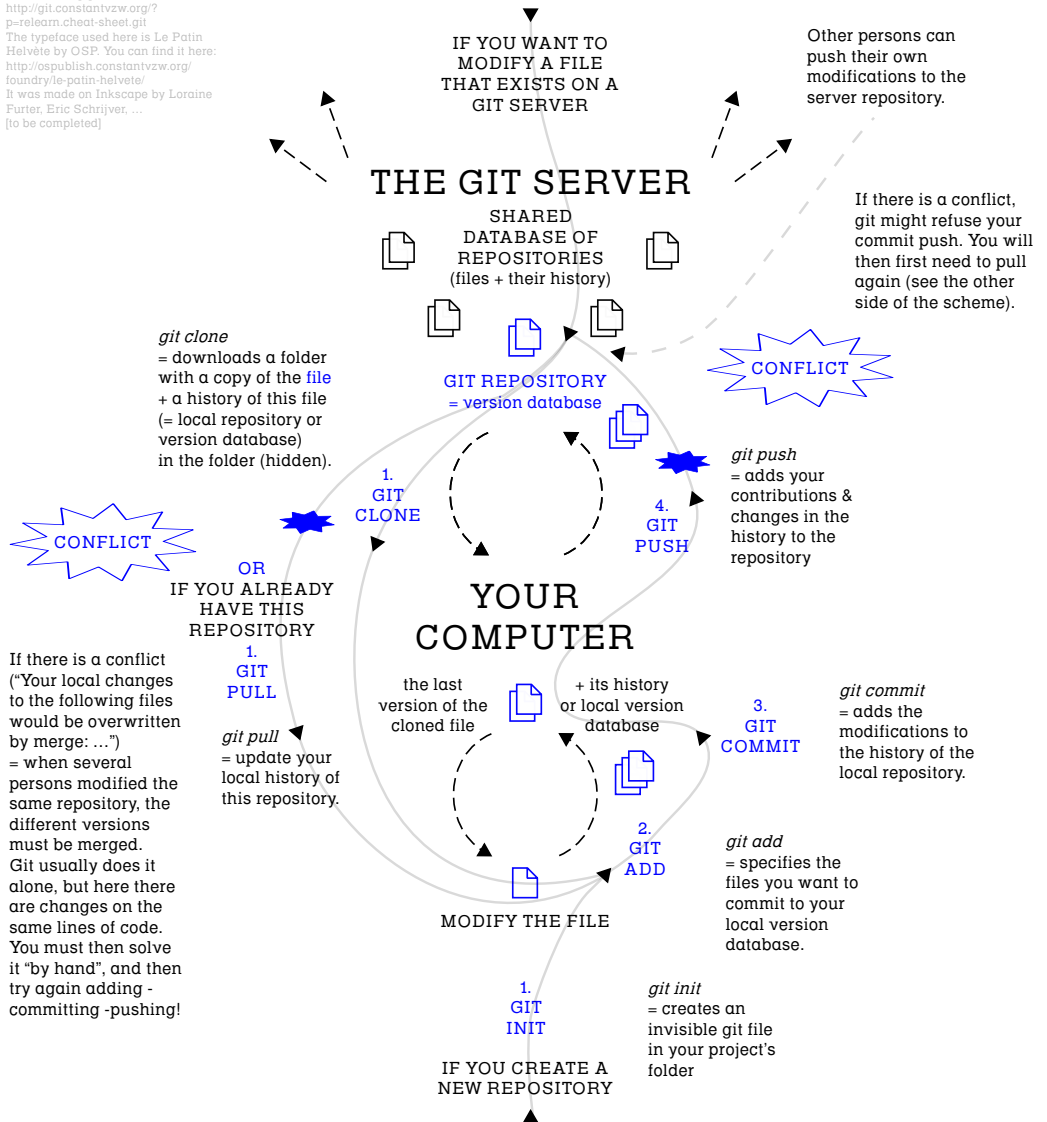 http://git.constantvzw.org/?
p=relearn.cheat-sheet.git
The typeface used here is Le Patin
Helvète by OSP. You can find it here:
http://ospublish.constantvzw.org/
foundry/le-patin-helvete/
It was made on Inkscape by Loraine
Furter, Eric Schrijver, ...
[to be completed]
IF YOU WANT TO
MODIFY A FILE
THAT EXISTS ON A
GIT SERVER
Other persons can
push their own
modifications to the
server repository.
THE GIT SERVER
SHARED
DATABASE OF
REPOSITORIES
(files + their history)
If there is a conflict,
git might refuse your
commit push. You will
then first need to pull
again (see the other
side of the scheme).
git clone
= downloads a folder
with a copy of the file
+ a history of this file
(= local repository or
version database)
in the folder (hidden).
GIT REPOSITORY
= version database
CONFLICT
1.
GIT
CLONE
4.
GIT
PUSH
git push
= adds your
contributions &
changes in the
history to the
repository
CONFLICT
OR
IF YOU ALREADY
HAVE THIS
REPOSITORY
1.
GIT
PULL
YOUR
COMPUTER
If there is a conflict
(“Your local changes
to the following files
would be overwritten
by merge: ...”)
= when several
persons modified the
same repository, the
different versions
must be merged.
Git usually does it
alone, but here there
are changes on the
same lines of code.
You must then solve
it “by hand”, and then
try again adding -
committing -pushing!
git pull
= update your
local history of
this repository.
the last
version of the
cloned file
+ its history
or local version
database
3.
GIT
COMMIT
git commit
= adds the
modifications to
the history of the
local repository.
2.
GIT
ADD
git add
= specifies the
files you want to
commit to your
local version
database.
MODIFY THE FILE
1.
GIT
INIT
git init
= creates an
invisible git file
in your project's
folder
IF YOU CREATE A
NEW REPOSITORY